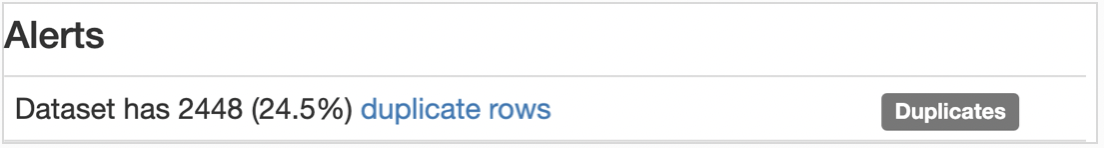 Alerts
Dataset has 2448 (24.5%) duplicate rows Duplicates